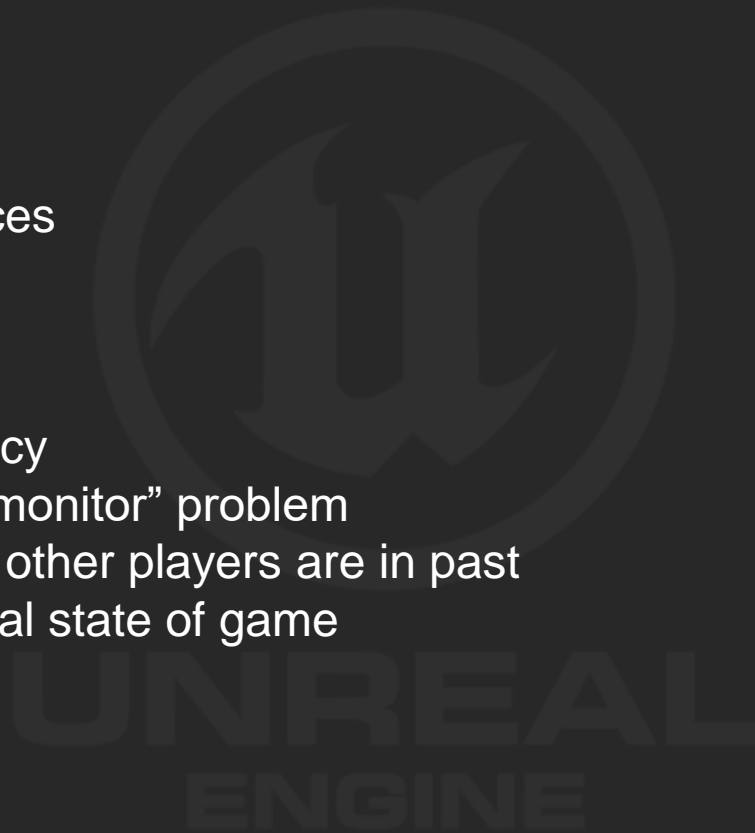 ces
cy
monitor” problem
other players are in past
al state of game
UNREAL
ENGINE